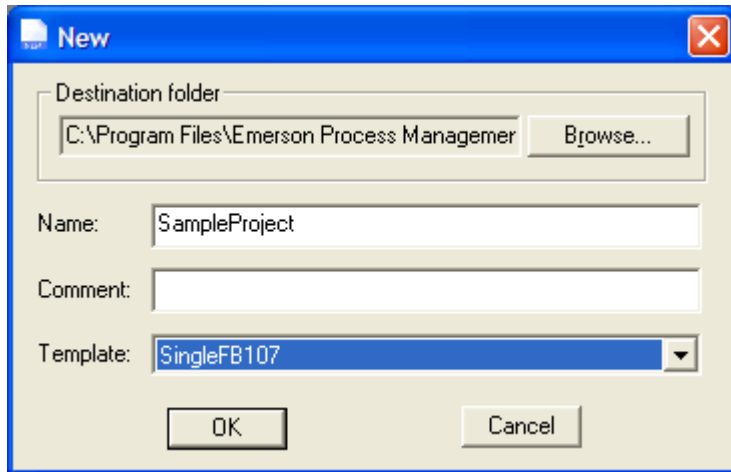 New
Destination folder
C:\Program Files\Emerson Process Managemer
Browse...
Name: SampleProject
Comment:
Template: SingleFB107
OK Cancel